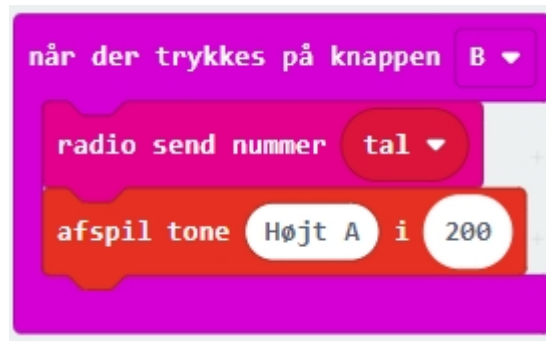 når der trykkes på knappen B
radio send nummer tal
afspil tone Højt A i 200